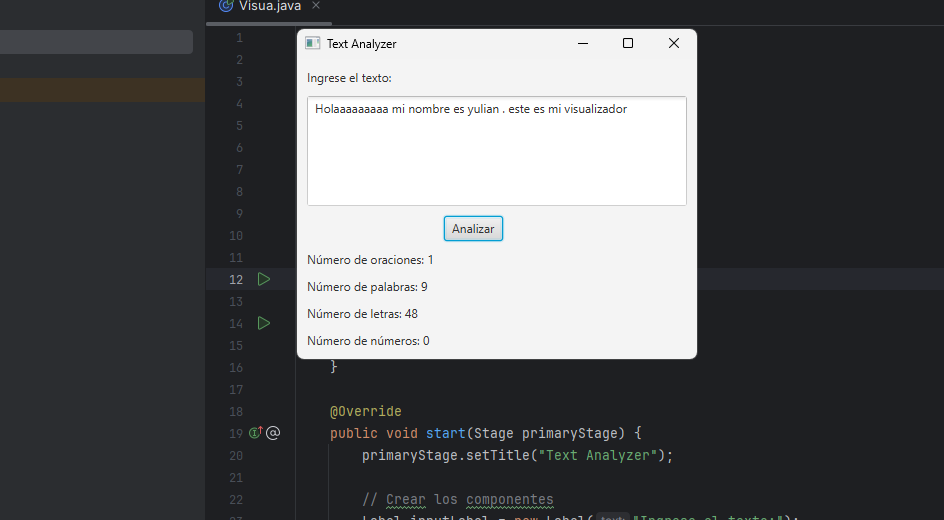 Visua.java
Text Analyzer
Ingrese el texto:
Holaaaaaaaaa mi nombre es yulian . este es mi visualizador
Analizar
Número de oraciones: 1
Número de palabras: 9
Número de letras: 48
Número de números: 0
1
2
3
4
5
6
7
8
9
10
11
12
13
14
15
16 }
17
18 @Override
19 @ public void start(Stage primaryStage) {
20 primaryStage.setTitle("Text Analyzer");
21
22 // Crear los componentes